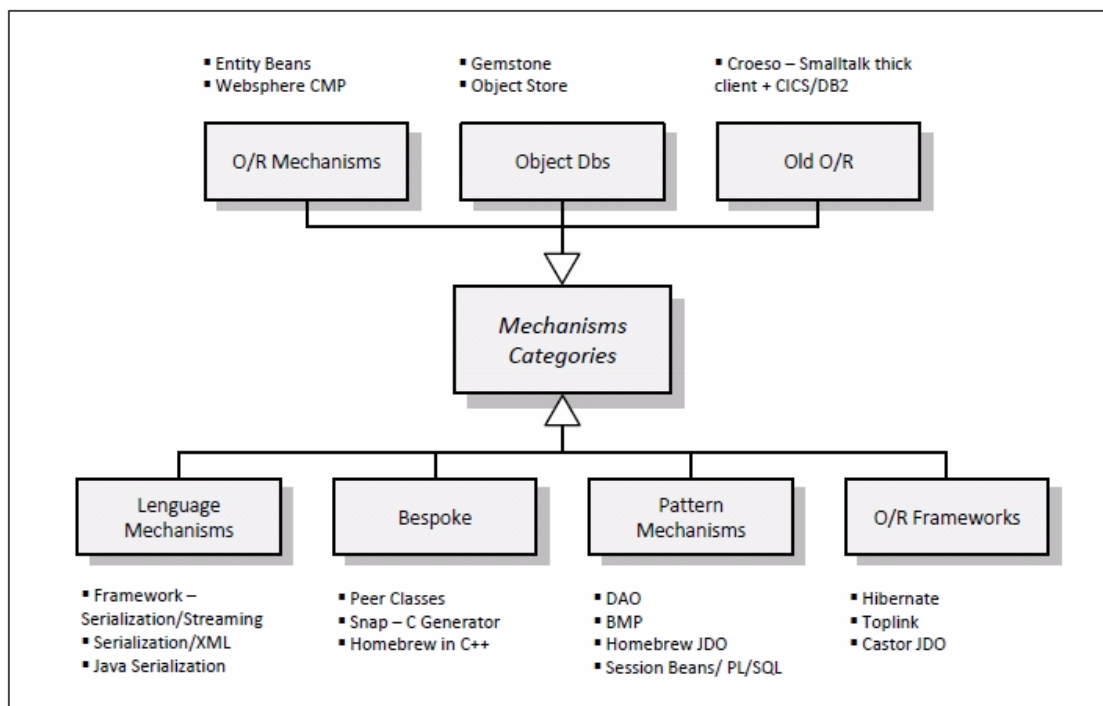 ▪ Entity Beans
▪ Websphere CMP
▪ Gemstone
▪ Object Store
▪ Croeso – Smalltalk thick
client + CICS/DB2
O/R Mechanisms
Object Dbs
Old O/R
Mechanisms
Categories
Lenguage
Mechanisms
Bespoke
Pattern
Mechanisms
O/R Frameworks
▪ Framework –
Serialization/Streaming
▪ Serialization/XML
▪ Java Serialization
▪ Peer Classes
▪ Snap – C Generator
▪ Homebrew in C++
▪ DAO
▪ BMP
▪ Homebrew JDO
▪ Session Beans/ PL/SQL
▪ Hibernate
▪ Toplink
▪ Castor JDO